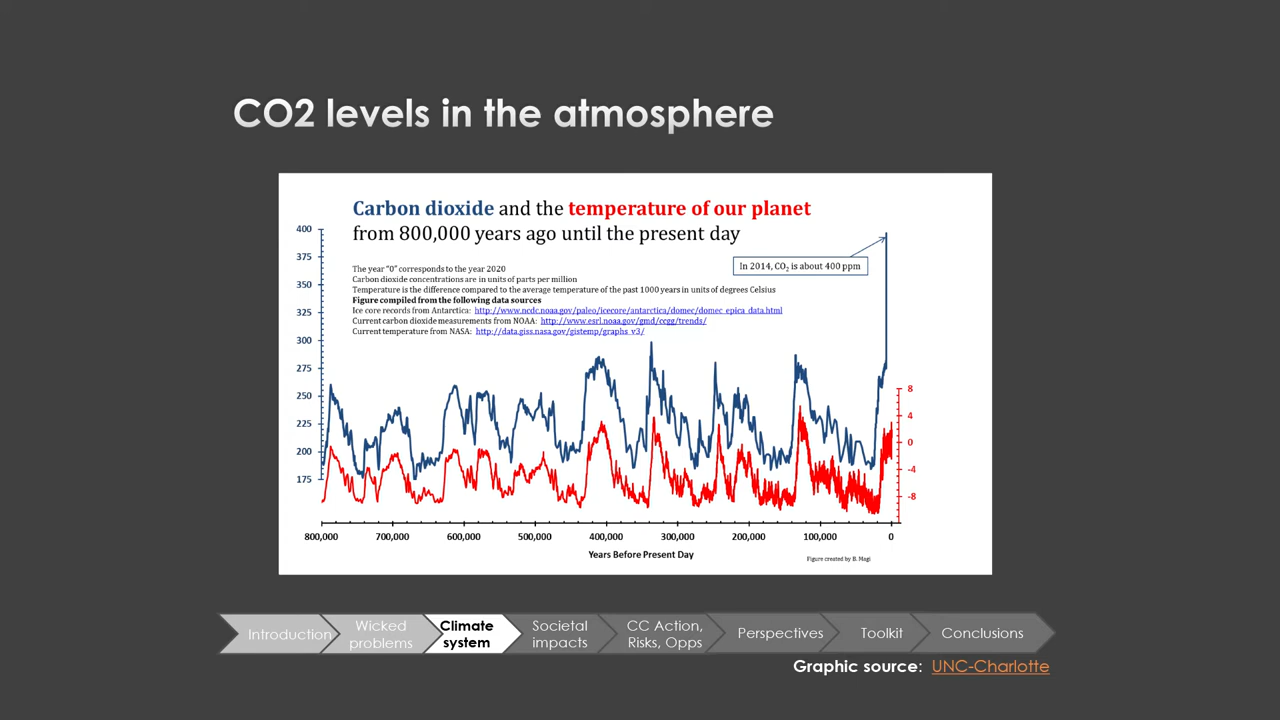 CO2 levels in the atmosphere
Carbon dioxide and the temperature of our planet
from 800,000 years ago until the present day
400
375
350
325
300
275
250
225
200
175
In 2014, CO₂ is about 400 ppm
The year "0" corresponds to the year 2020
Carbon dioxide concentrations are in units of parts per million
Temperature is the difference compared to the average temperature of the past 1000 years in units of degrees Celsius
Figure compiled from the following data sources
Ice core records from Antarctica: http://www.ncdc.noaa.gov/paleo/icecore/antarctica/domec/domec_epica_data.html
Current carbon dioxide measurements from NOAA: http://www.esrl.noaa.gov/gmd/ccgg/trends/
Current temperature from NASA: http://data.giss.nasa.gov/gistemp/graphs_v3/
8
4
0
-4
-8
800,000 700,000 600,000 500,000 400,000 300,000 200,000 100,000 0
Years Before Present Day
Figure created by B. Magi
Introduction
Wicked
problems
Climate
system
Societal
impacts
CC Action,
Risks, Opps
Perspectives
Toolkit
Conclusions
Graphic source: UNC-Charlotte